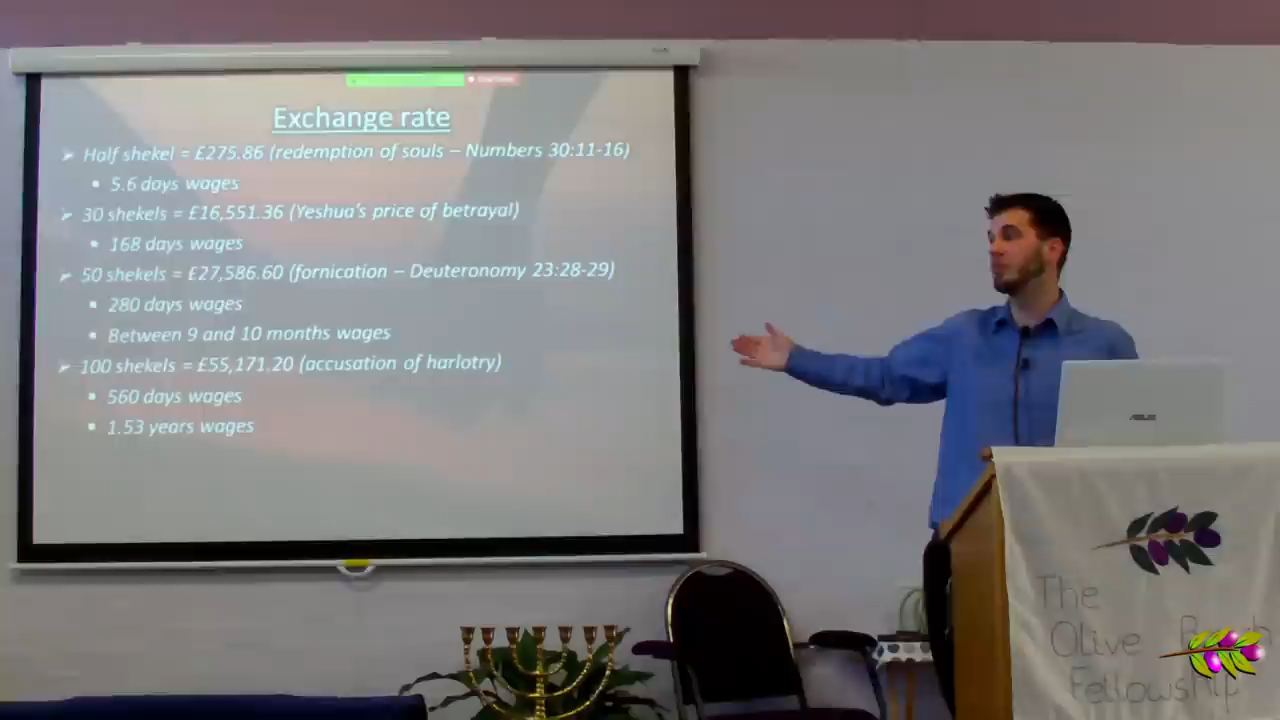 Exchange rate
➢ Half shekel = £275.86 (redemption of souls – Numbers 30:11-16)
▪ 5.6 days wages
➢ 30 shekels = £16,551.36 (Yeshua's price of betrayal)
▪ 168 days wages
➢ 50 shekels = £27,586.60 (fornication – Deuteronomy 23:28-29)
▪ 280 days wages
▪ Between 9 and 10 months wages
➢ 100 shekels = £55,171.20 (accusation of harlotry)
▪ 560 days wages
▪ 1.53 years wages
ASUS
The
Olive
Fellowship